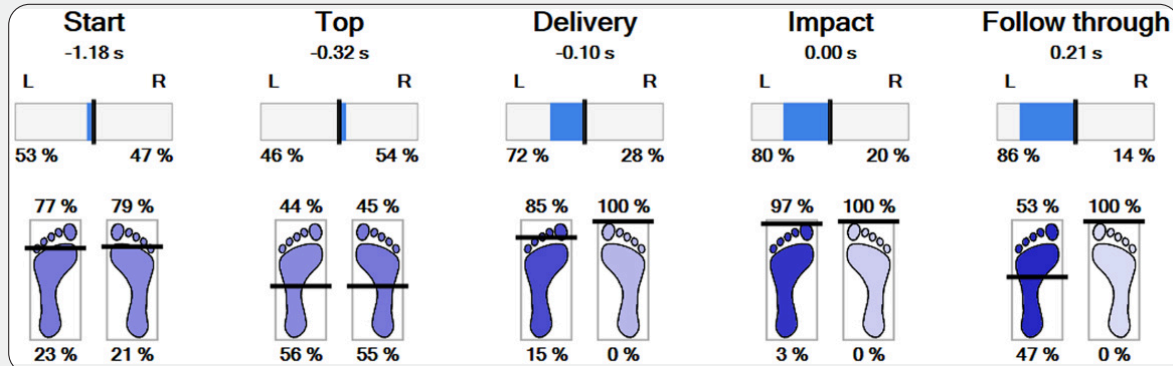 Start Top Delivery Impact Follow through
-1.18 s -0.32 s -0.10 s 0.00 s 0.21 s
L R L R L R L R L R
53 % 47 % 46 % 54 % 72 % 28 % 80 % 20 % 86 % 14 %
77 % 79 % 44 % 45 % 85 % 100 % 97 % 100 % 53 % 100 %
23 % 21 % 56 % 55 % 15 % 0 % 3 % 0 % 47 % 0 %